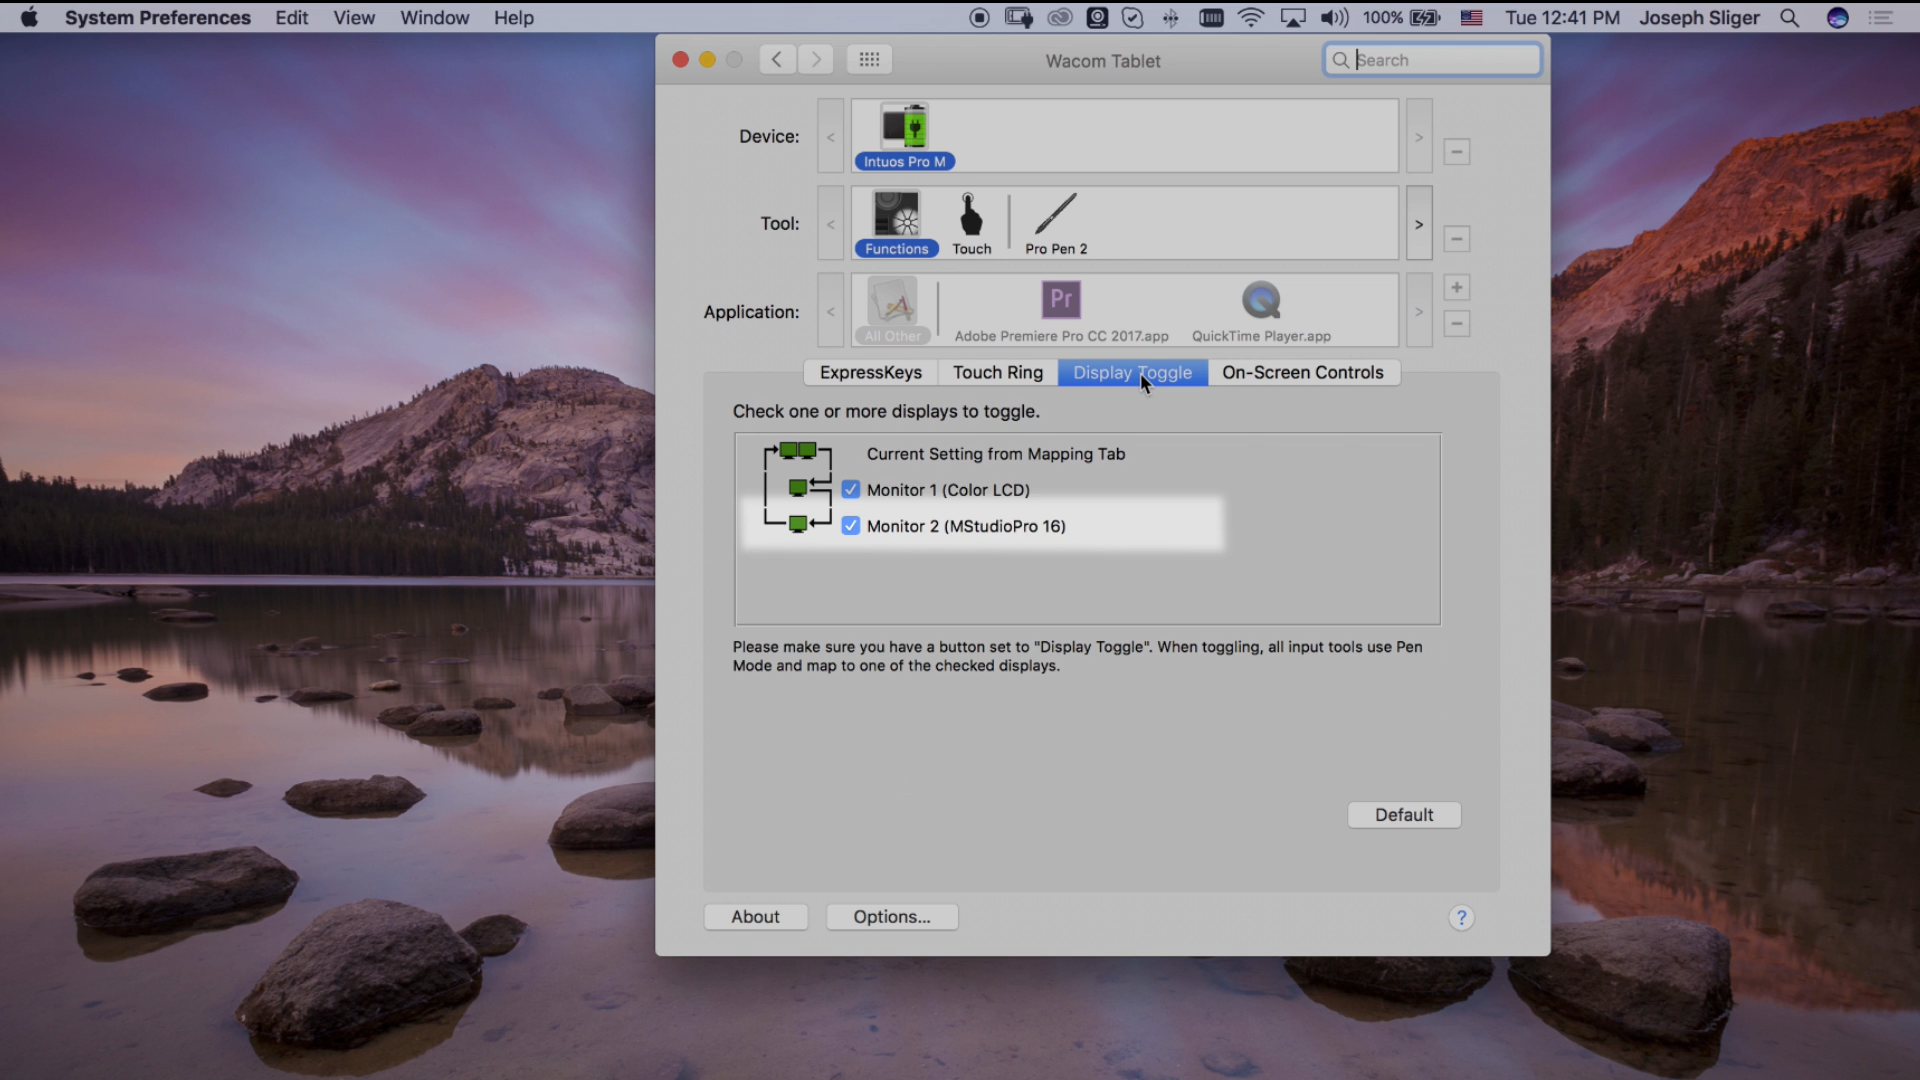 System Preferences Edit View Window Help 100% Tue 12:41 PM Joseph Sliger
Wacom Tablet
Search
Device:
Intuos Pro M
Tool:
Functions Touch Pro Pen 2
Application:
Pr
All Other Adobe Premiere Pro CC 2017.app QuickTime Player.app
ExpressKeys Touch Ring Display Toggle On-Screen Controls
Check one or more displays to toggle.
Current Setting from Mapping Tab
Monitor 1 (Color LCD)
Monitor 2 (MStudioPro 16)
Please make sure you have a button set to "Display Toggle". When toggling, all input tools use Pen
Mode and map to one of the checked displays.
Default
About Options... ?